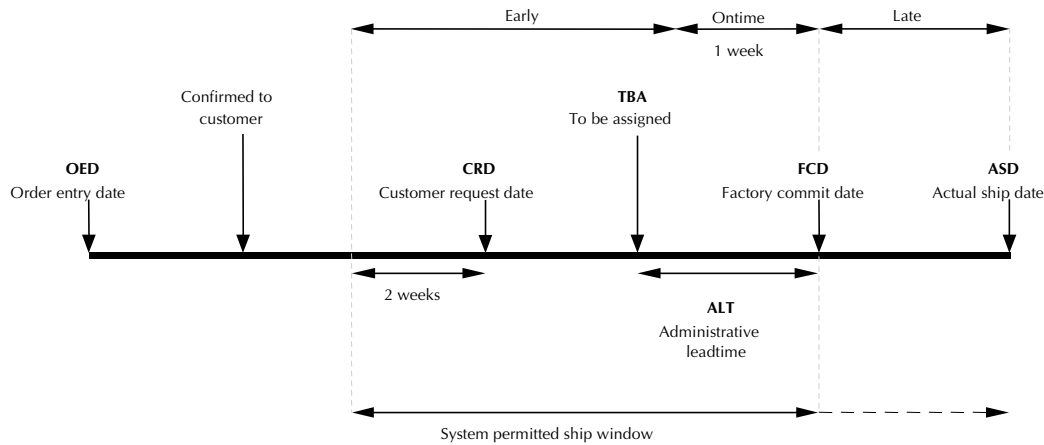 Early
Ontime
Late
1 week
Confirmed to
customer
TBA
To be assigned
OED
Order entry date
CRD
Customer request date
FCD
Factory commit date
ASD
Actual ship date
2 weeks
ALT
Administrative
leadtime
System permitted ship window